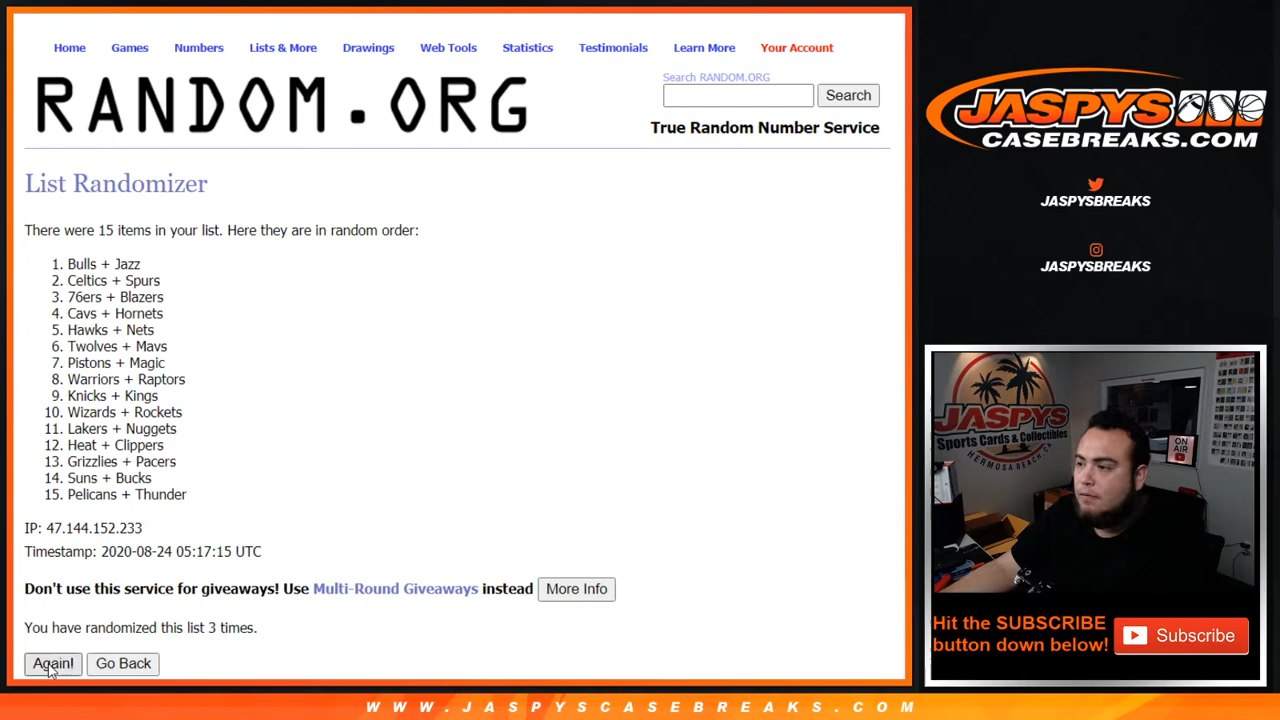 Home Games Numbers Lists & More Drawings Web Tools Statistics Testimonials Learn More Your Account
RANDOM.ORG
Search RANDOM.ORG
Search
True Random Number Service
List Randomizer
There were 15 items in your list. Here they are in random order:
1. Bulls + Jazz
2. Celtics + Spurs
3. 76ers + Blazers
4. Cavs + Hornets
5. Hawks + Nets
6. Twolves + Mavs
7. Pistons + Magic
8. Warriors + Raptors
9. Knicks + Kings
10. Wizards + Rockets
11. Lakers + Nuggets
12. Heat + Clippers
13. Grizzlies + Pacers
14. Suns + Bucks
15. Pelicans + Thunder
IP: 47.144.152.233
Timestamp: 2020-08-24 05:17:15 UTC
Don't use this service for giveaways! Use Multi-Round Giveaways instead More Info
You have randomized this list 3 times.
Again! Go Back
JASPYS
CASEBREAKS.COM
JASPYSBREAKS
JASPYSBREAKS
JASPYS
Sports Cards & Collectibles
HERMOSA BEACH, CA
ON
AIR
Hit the SUBSCRIBE
button down below!
Subscribe
WWW.JASPYSCASEBREAKS.COM